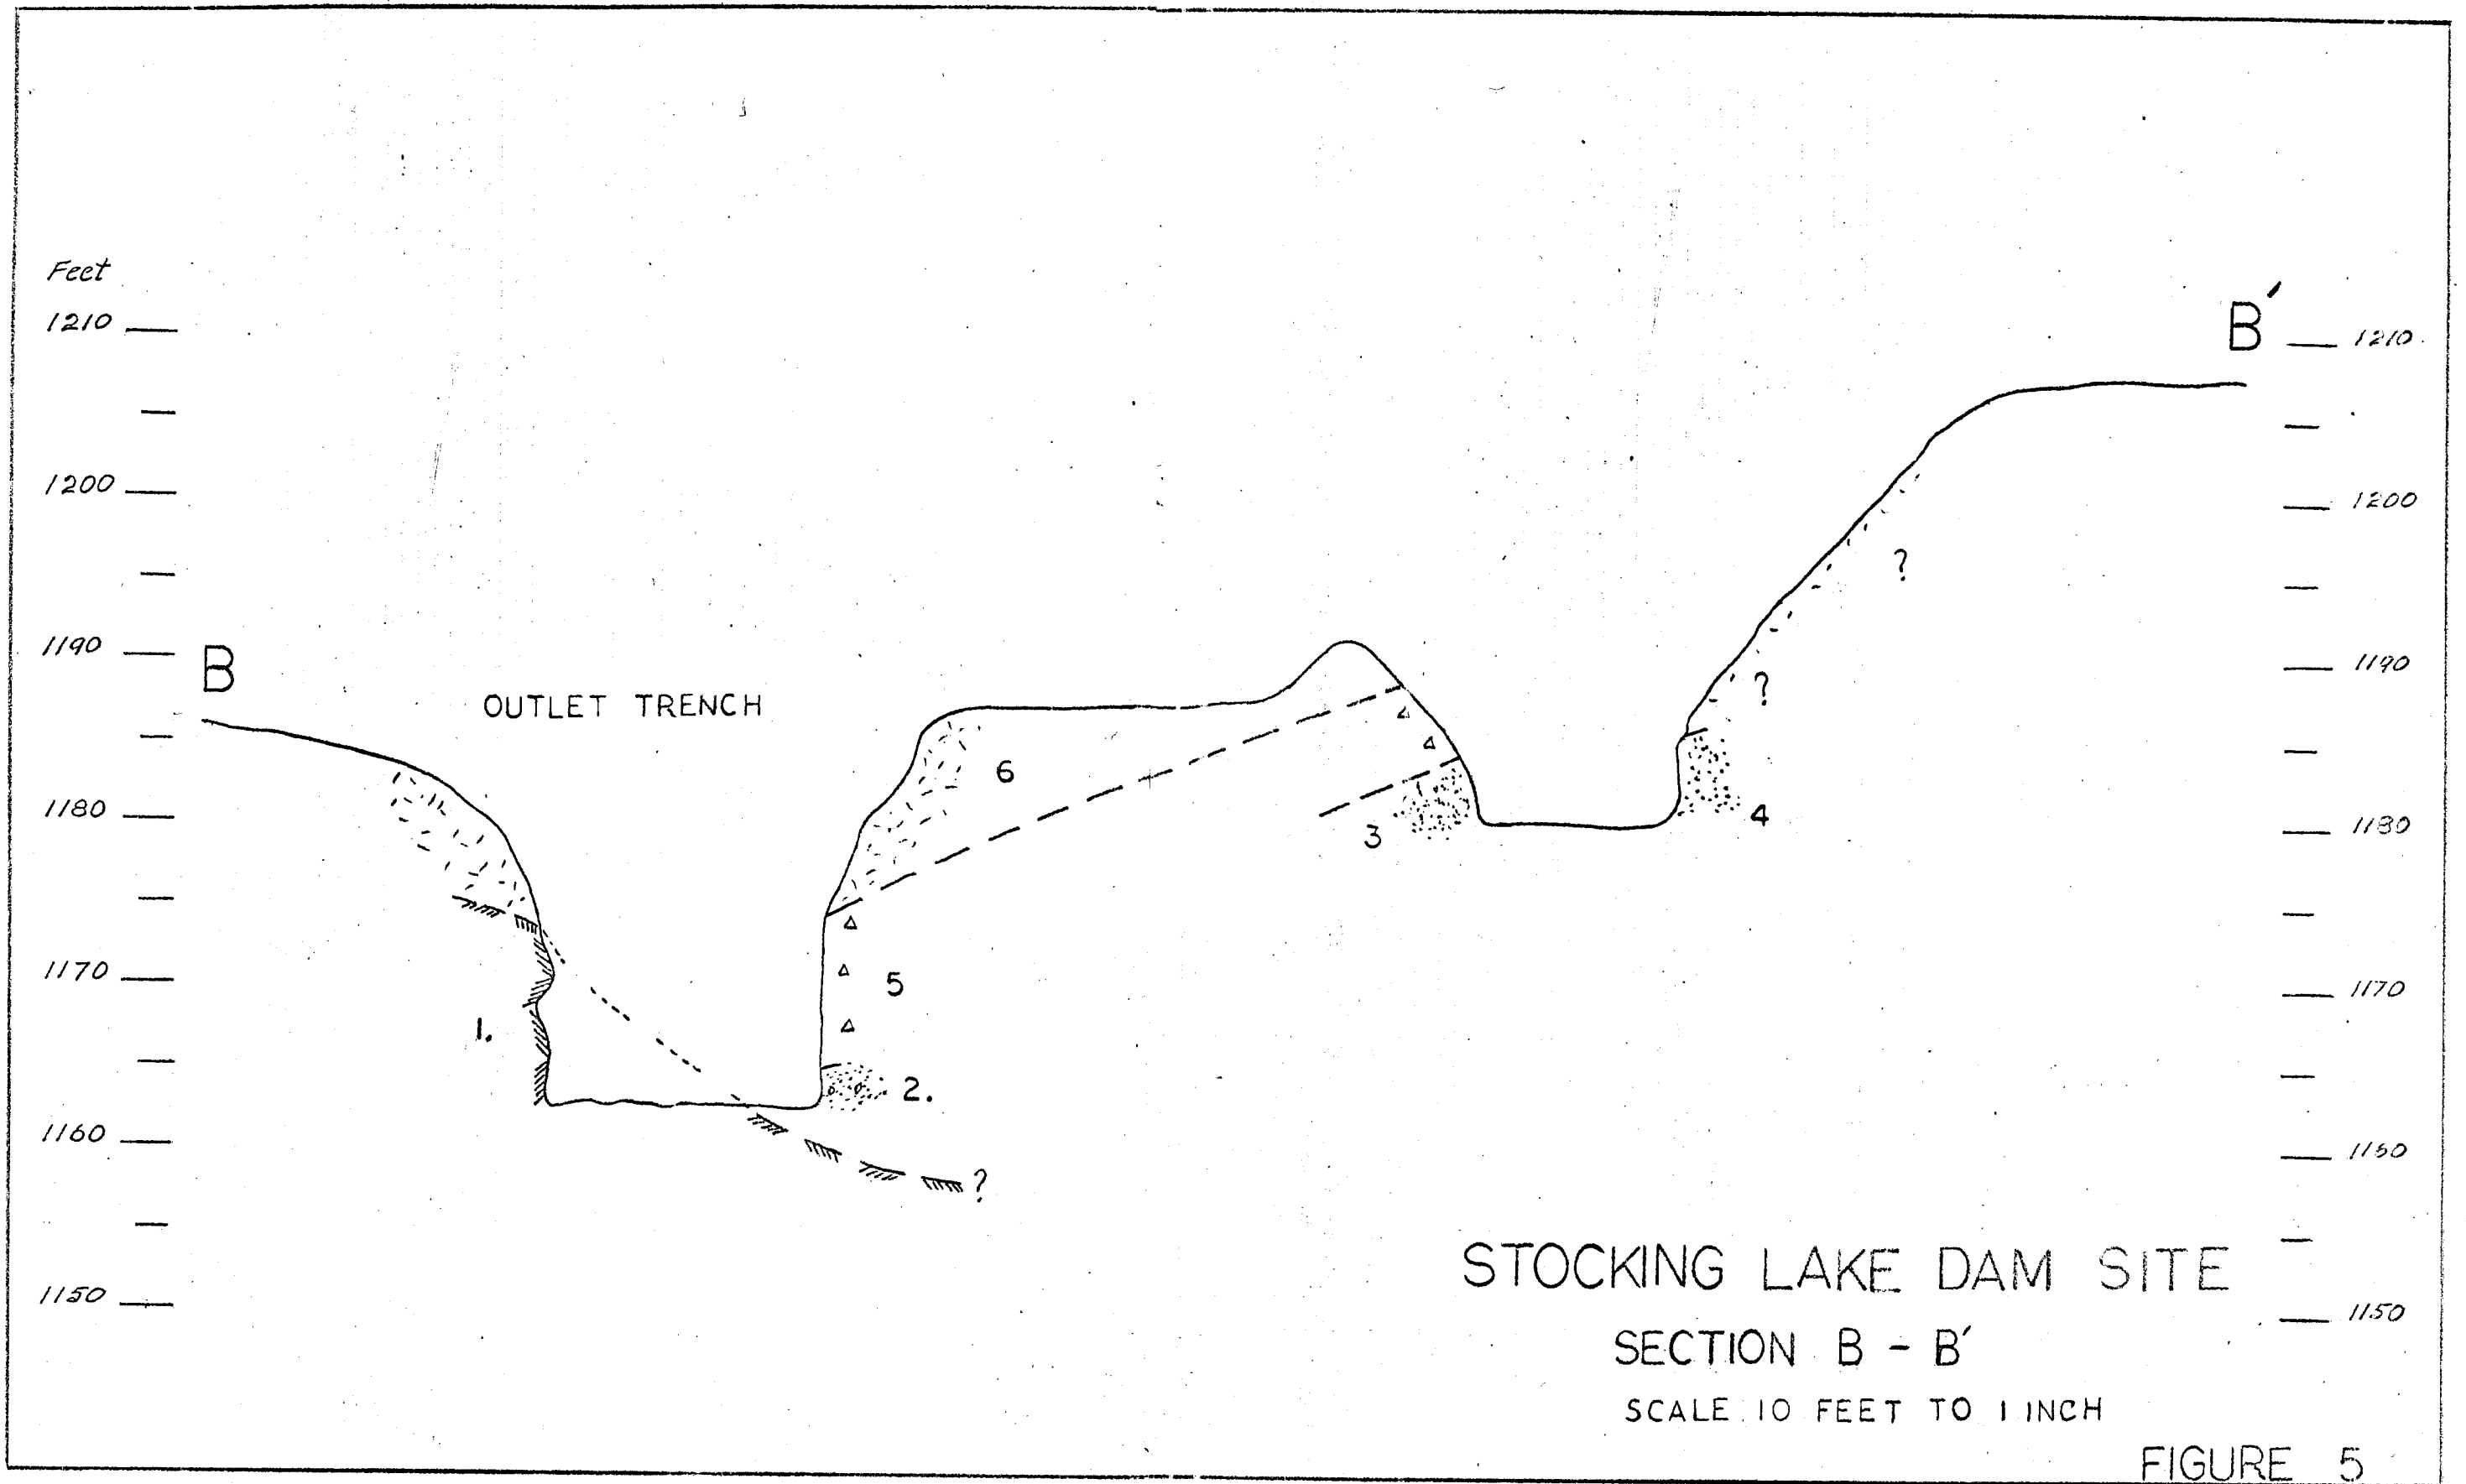 Feet
1210
B'
1210
1200
1200
?
1190
B
1190
OUTLET TRENCH
?
6
1180
4
1180
3
1170
5
1170
1.
2.
1160
1160
?
STOCKING LAKE DAM SITE
1150
1150
SECTION B - B'
SCALE 10 FEET TO 1 INCH
FIGURE 5